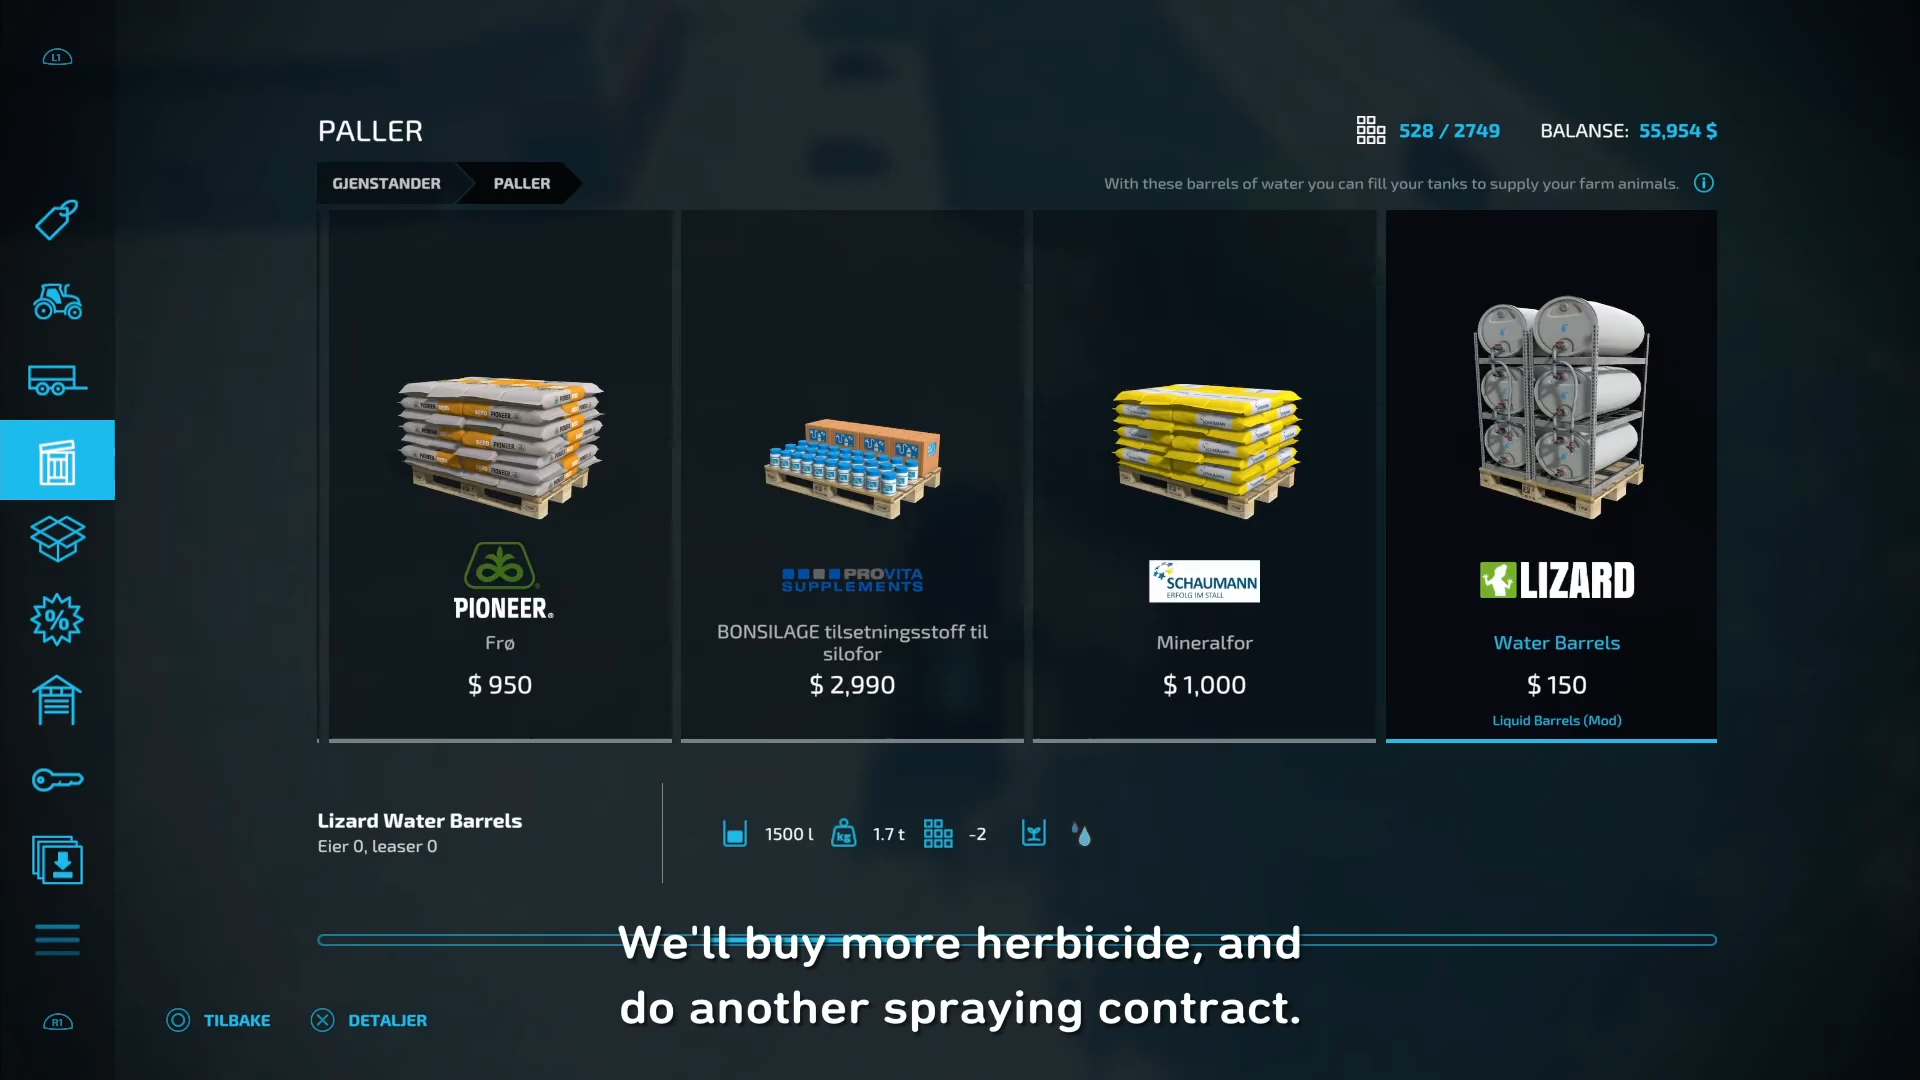 L1
PALLER
528 / 2749
BALANSE: 55,954 $
GJENSTANDER
PALLER
With these barrels of water you can fill your tanks to supply your farm animals.
PIONEER
Frø
$ 950
PROVITA
SUPPLEMENTS
BONSILAGE tilsetningsstoff til
silofor
$ 2,990
SCHAUMANN
ERFOLG IM STALL
Mineralfor
$ 1,000
LIZARD
Water Barrels
$ 150
Liquid Barrels (Mod)
Lizard Water Barrels
Eier 0, leaser 0
1500 l
kg
1.7 t
-2
We'll buy more herbicide, and
do another spraying contract.
R1
TILBAKE
DETALJER